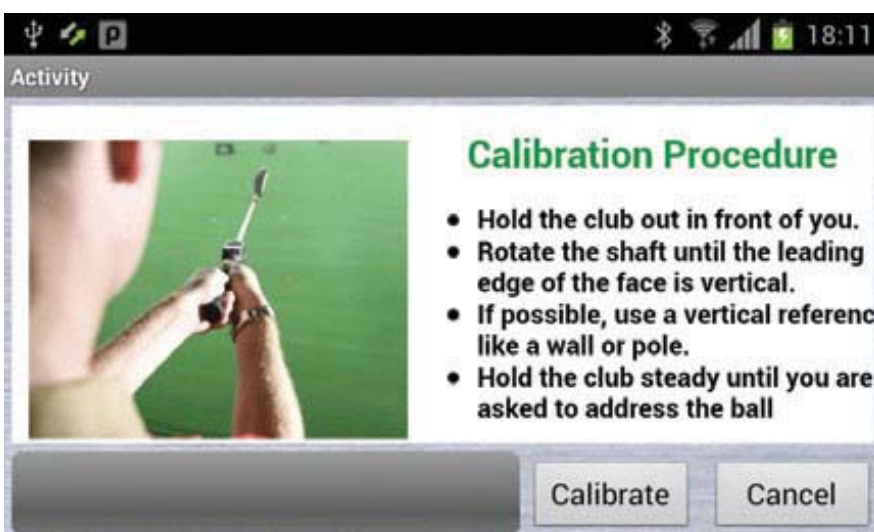 18:11
Activity
Calibration Procedure
• Hold the club out in front of you.
• Rotate the shaft until the leading
edge of the face is vertical.
• If possible, use a vertical referenc
like a wall or pole.
• Hold the club steady until you are
asked to address the ball
Calibrate
Cancel